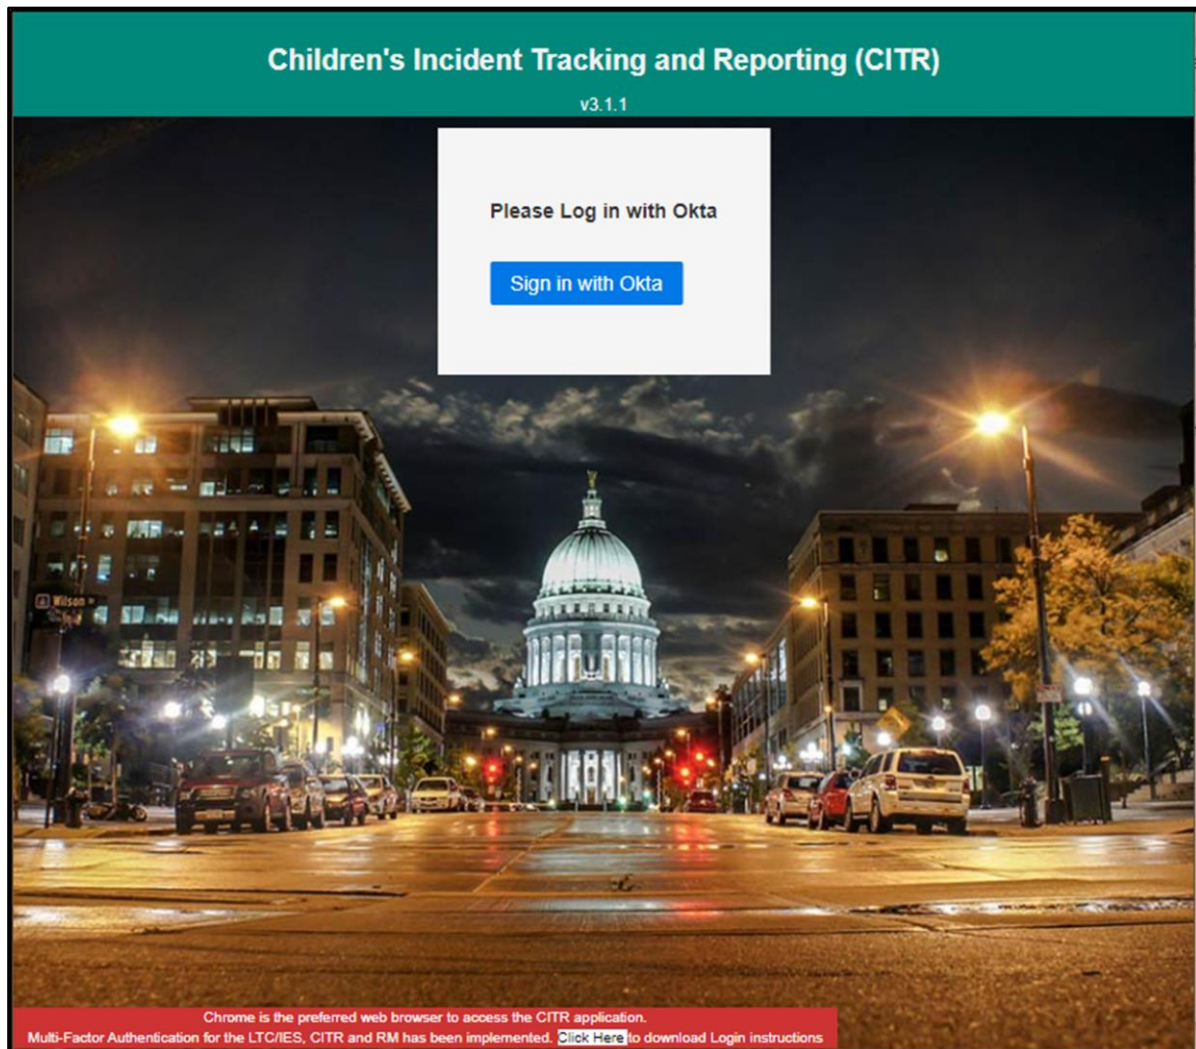 Children's Incident Tracking and Reporting (CITR)
v3.1.1
Please Log in with Okta
Sign in with Okta
Wilson
Chrome is the preferred web browser to access the CITR application.
Multi-Factor Authentication for the LTC/IES, CITR and RM has been implemented. Click Here to download Login instructions